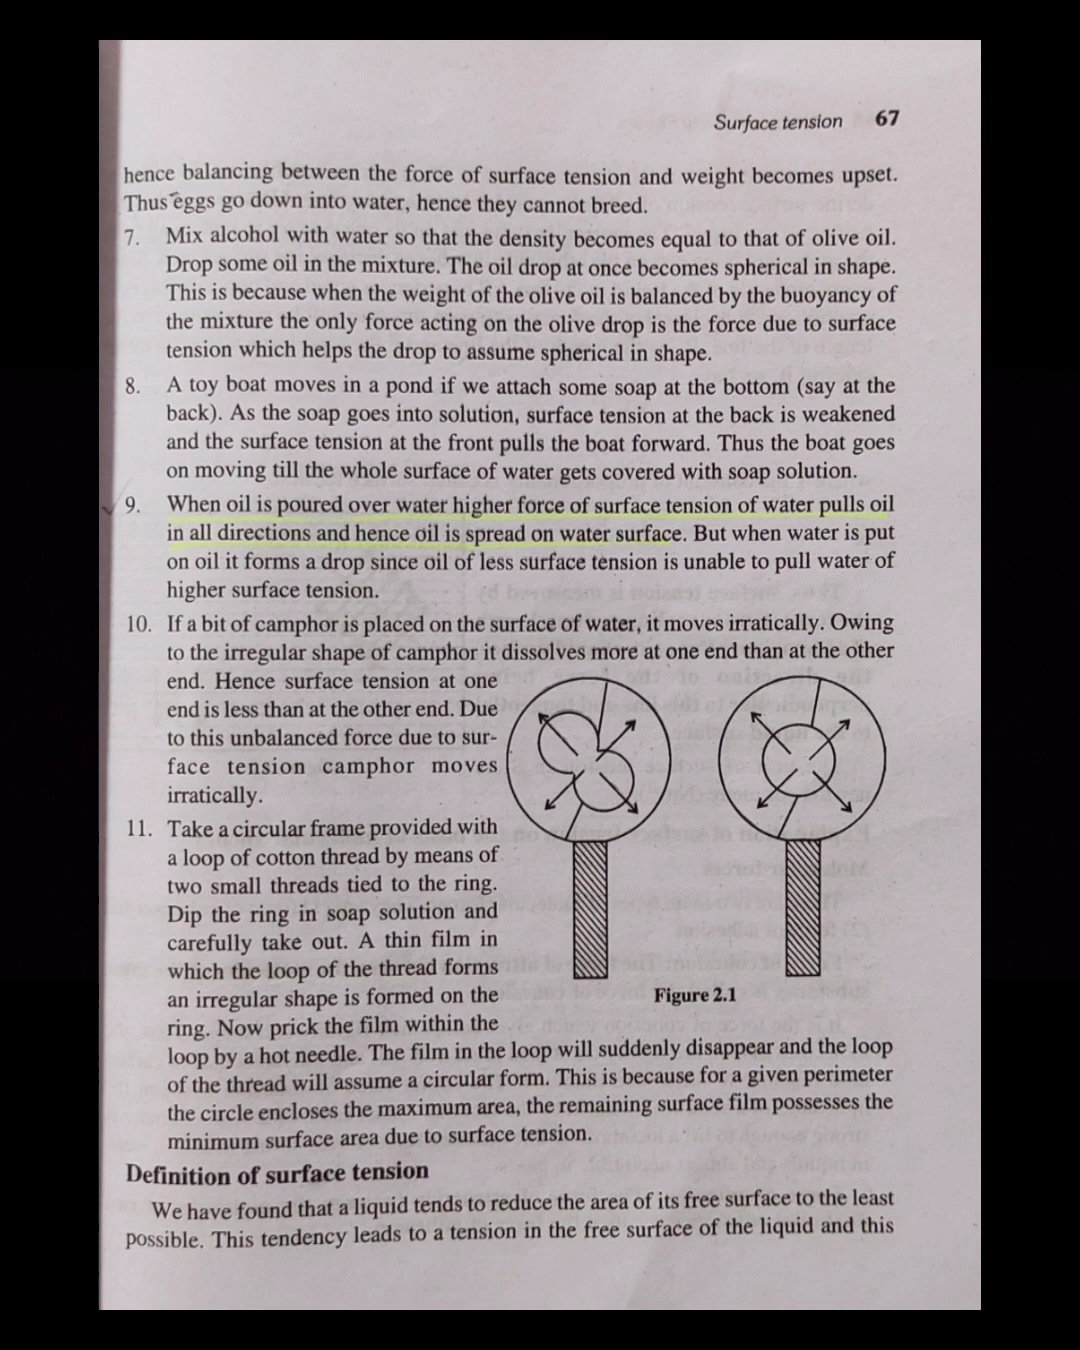 Surface tension 67
hence balancing between the force of surface tension and weight becomes upset.
Thus eggs go down into water, hence they cannot breed.
7. Mix alcohol with water so that the density becomes equal to that of olive oil.
Drop some oil in the mixture. The oil drop at once becomes spherical in shape.
This is because when the weight of the olive oil is balanced by the buoyancy of
the mixture the only force acting on the olive drop is the force due to surface
tension which helps the drop to assume spherical in shape.
8. A toy boat moves in a pond if we attach some soap at the bottom (say at the
back). As the soap goes into solution, surface tension at the back is weakened
and the surface tension at the front pulls the boat forward. Thus the boat goes
on moving till the whole surface of water gets covered with soap solution.
9. When oil is poured over water higher force of surface tension of water pulls oil
in all directions and hence oil is spread on water surface. But when water is put
on oil it forms a drop since oil of less surface tension is unable to pull water of
higher surface tension.
10. If a bit of camphor is placed on the surface of water, it moves irratically. Owing
to the irregular shape of camphor it dissolves more at one end than at the other
end. Hence surface tension at one
end is less than at the other end. Due
to this unbalanced force due to sur-
face tension camphor moves
irratically.
11. Take a circular frame provided with
a loop of cotton thread by means of
two small threads tied to the ring.
Dip the ring in soap solution and
carefully take out. A thin film in
which the loop of the thread forms
an irregular shape is formed on the
ring. Now prick the film within the
loop by a hot needle. The film in the loop will suddenly disappear and the loop
of the thread will assume a circular form. This is because for a given perimeter
the circle encloses the maximum area, the remaining surface film possesses the
minimum surface area due to surface tension.
Figure 2.1
Definition of surface tension
We have found that a liquid tends to reduce the area of its free surface to the least
possible. This tendency leads to a tension in the free surface of the liquid and this